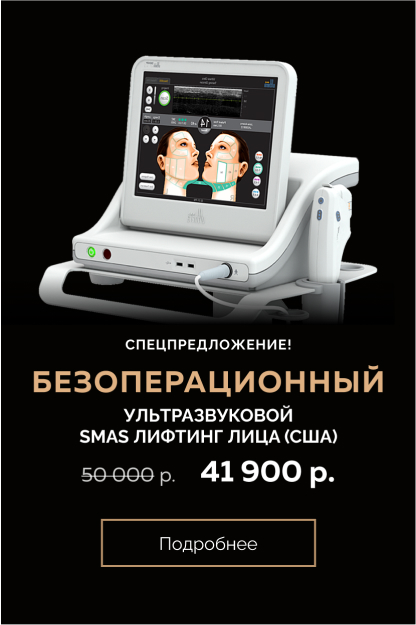 СПЕЦПРЕДЛОЖЕНИЕ!
БЕЗОПЕРАЦИОННЫЙ
УЛЬТРАЗВУКОВОЙ
SMAS ЛИФТИНГ ЛИЦА (США)
50 000 р. 41 900 р.
Подробнее